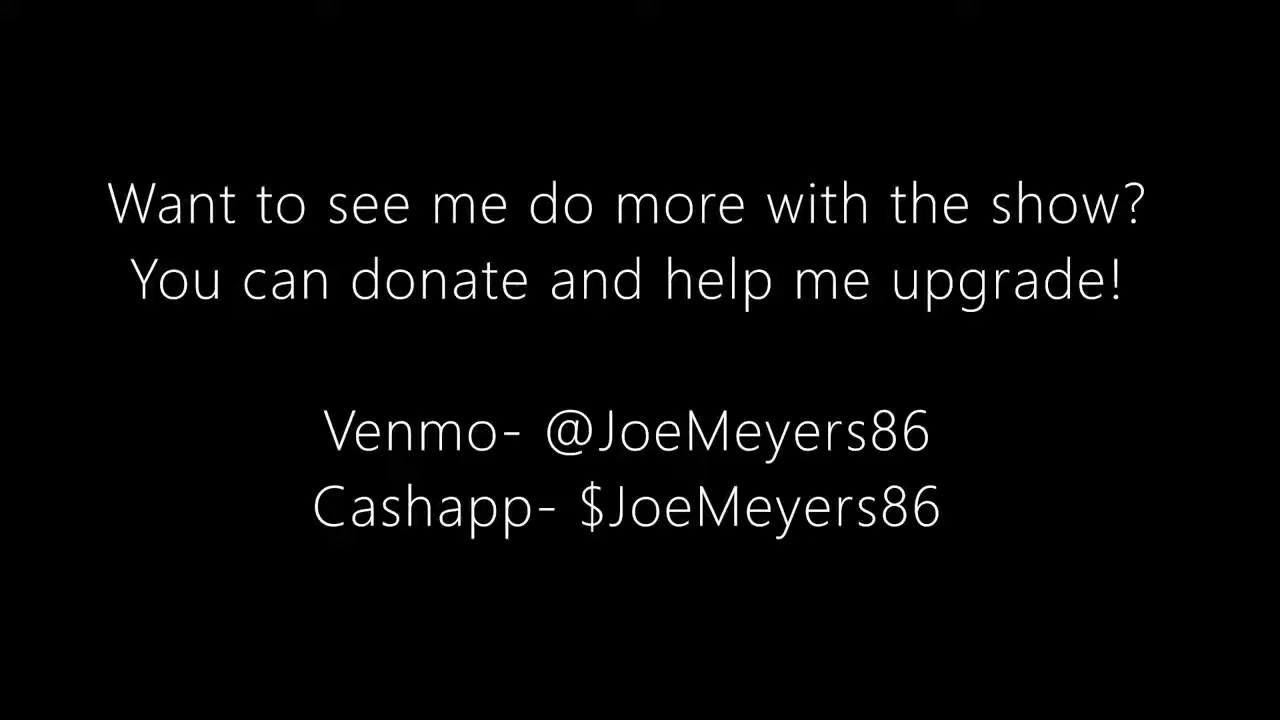 Want to see me do more with the show?
You can donate and help me upgrade!
Venmo- @JoeMeyers86
Cashapp- $JoeMeyers86